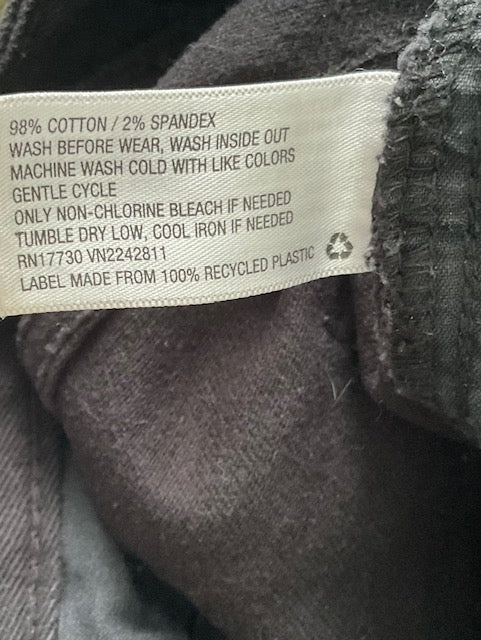 98% COTTON / 2% SPANDEX
WASH BEFORE WEAR, WASH INSIDE OUT
MACHINE WASH COLD WITH LIKE COLORS
GENTLE CYCLE
ONLY NON-CHLORINE BLEACH IF NEEDED
TUMBLE DRY LOW, COOL IRON IF NEEDED
RN17730 VN2242811
LABEL MADE FROM 100% RECYCLED PLASTIC